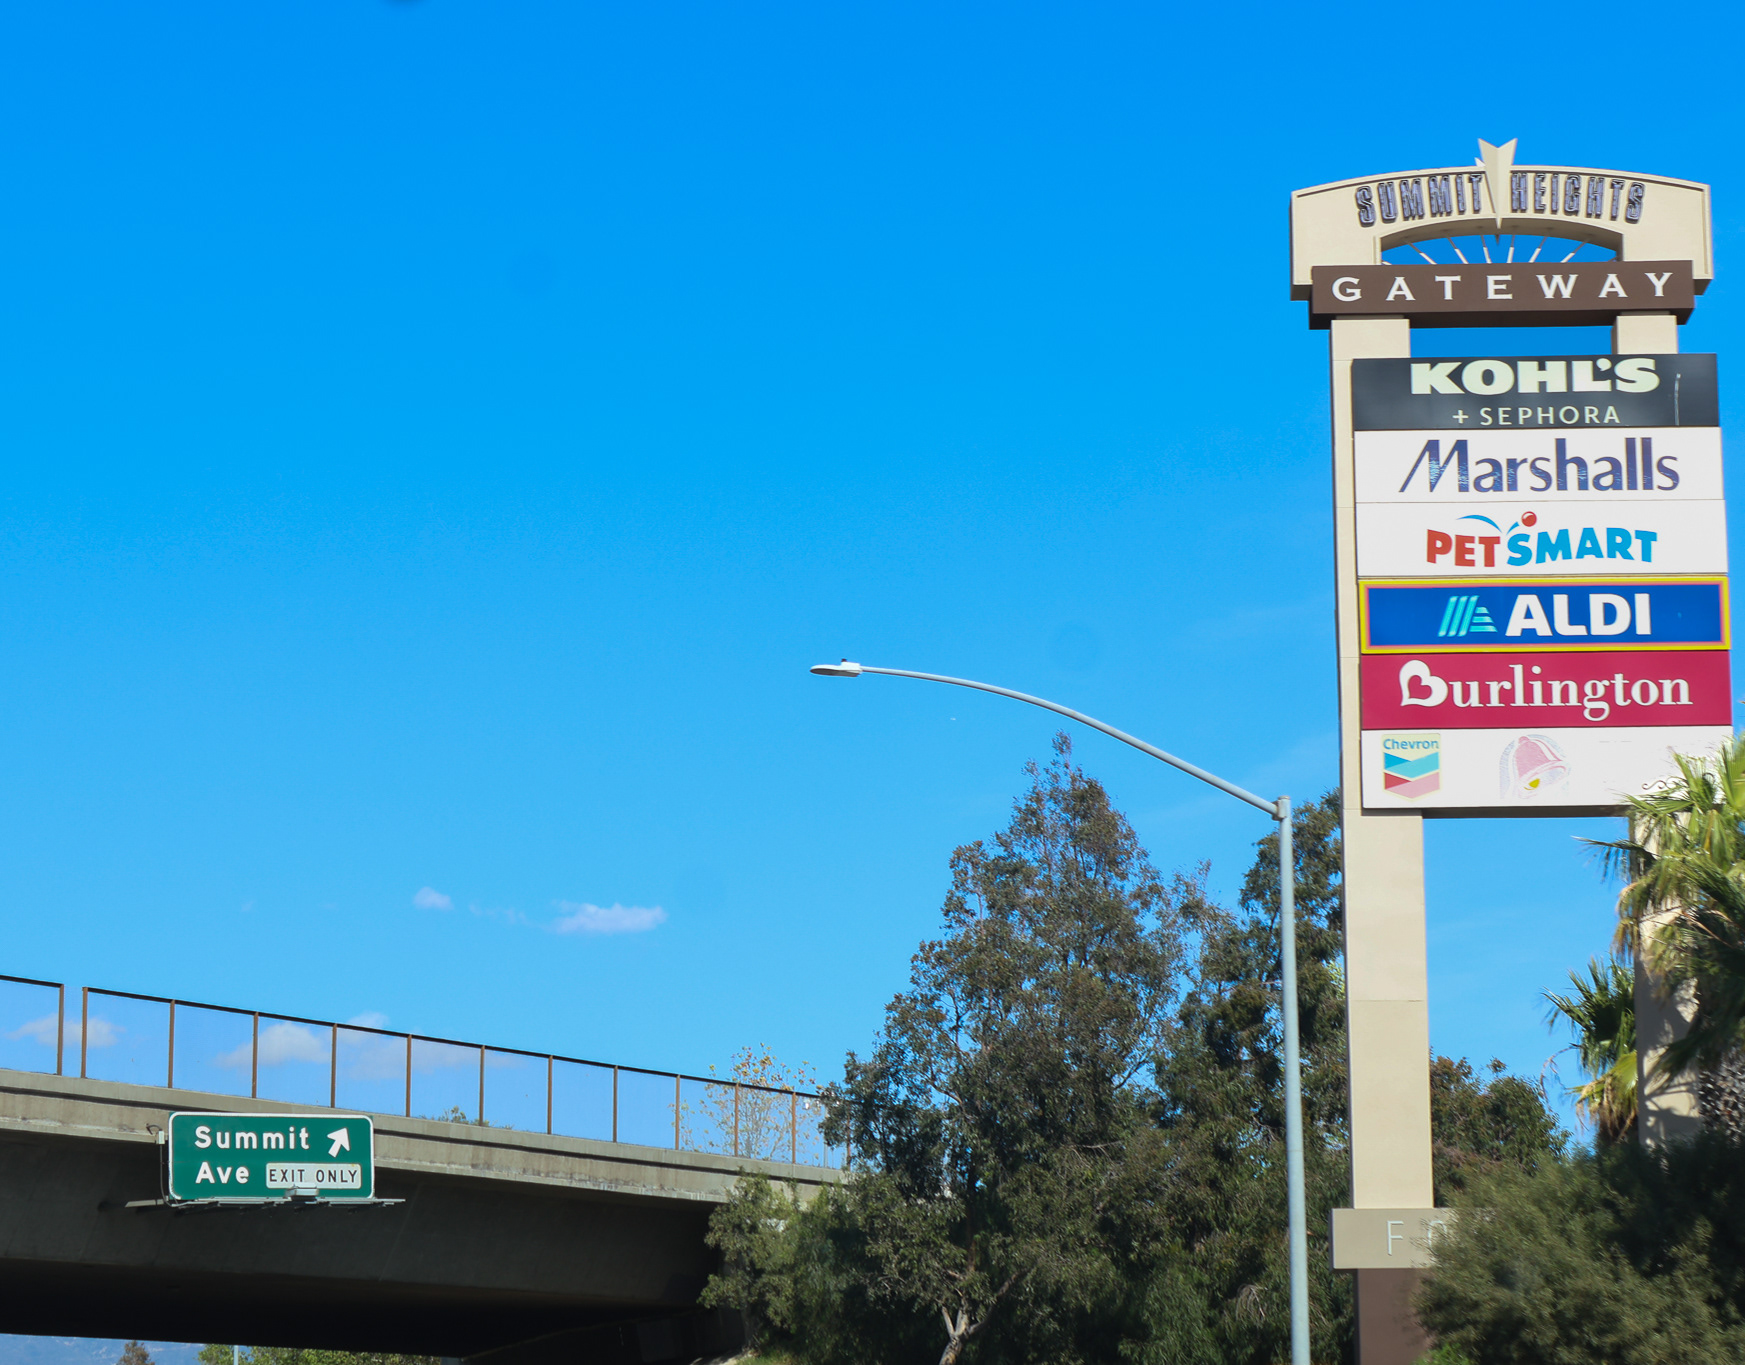 SUMMIT HEIGHTS
GATEWAY
KOHL'S
+ SEPHORA
Marshalls
PETSMART
ALDI
Burlington
Chevron
Summit
Ave EXIT ONLY